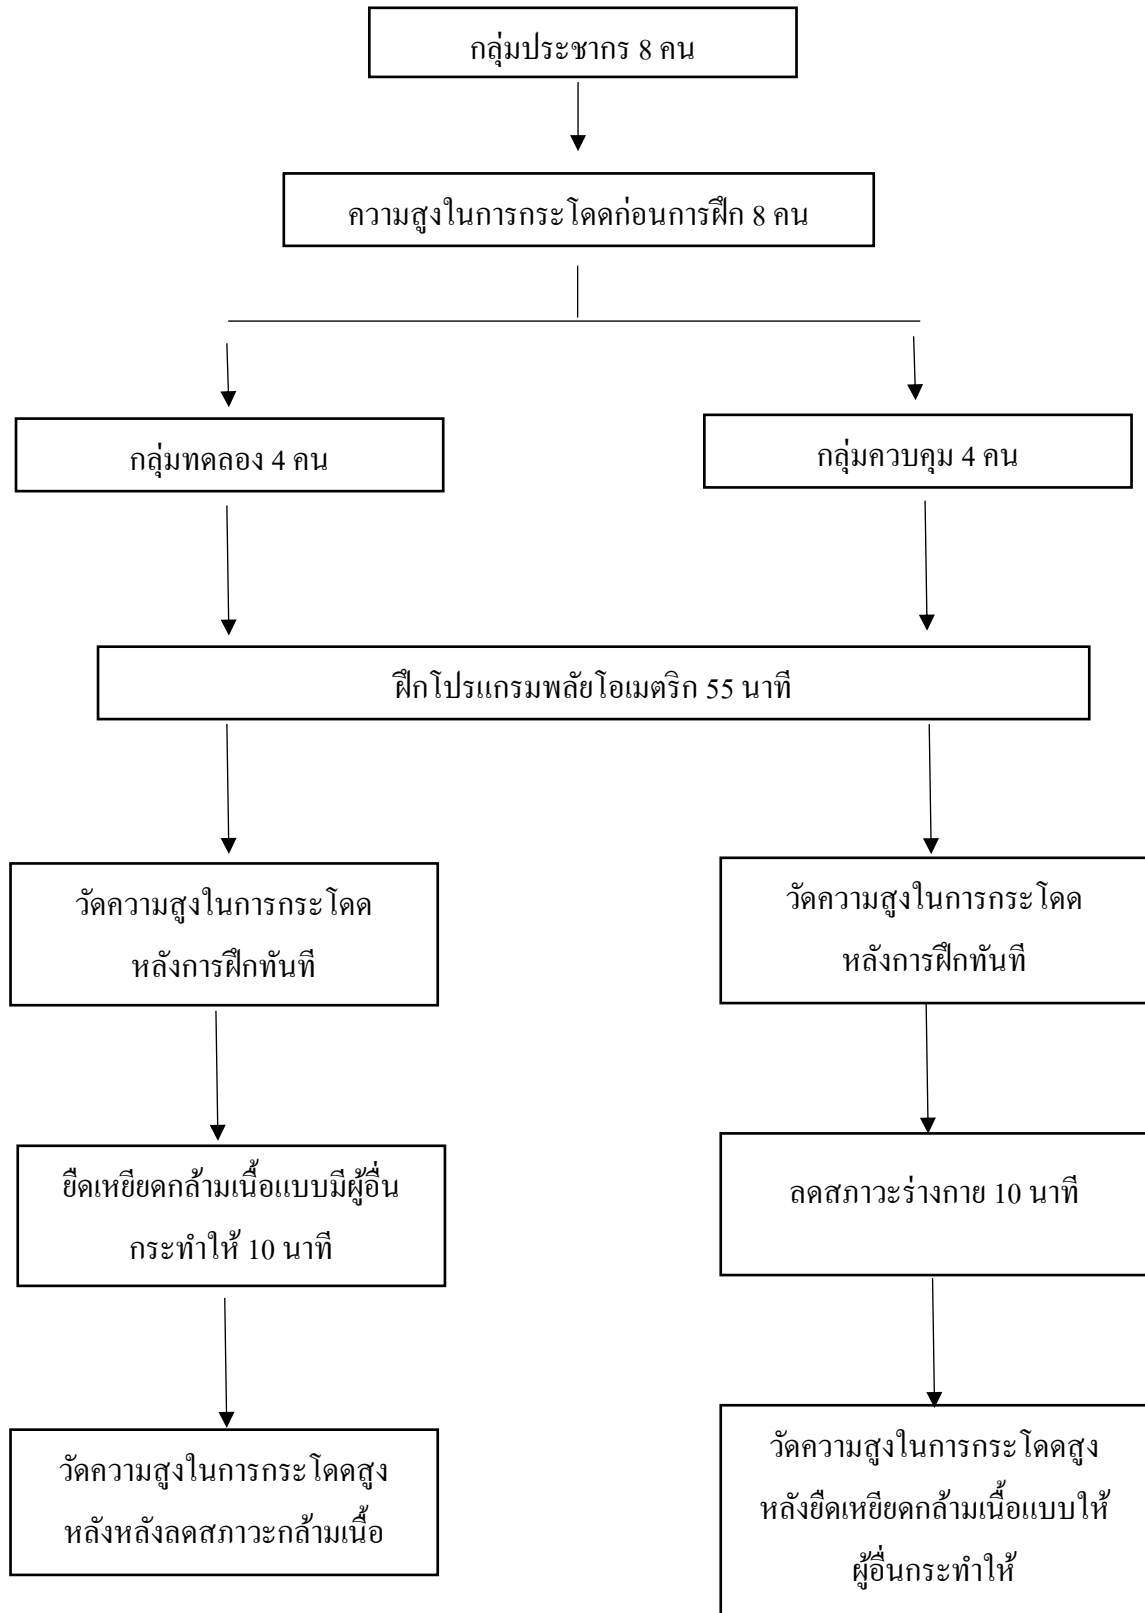 กลุ่มประชากร 8 คน
ความสูงในการกระโดดก่อนการฝึก 8 คน
กลุ่มทดลอง 4 คน
กลุ่มควบคุม 4 คน
ฝึกโปรแกรมพลัยโอเมตริก 55 นาที
วัดความสูงในการกระโดด
หลังการฝึกทันที
วัดความสูงในการกระโดด
หลังการฝึกทันที
ยืดเหยียดกล้ามเนื้อแบบมีผู้อื่น
กระทำให้ 10 นาที
ลดสภาวะร่างกาย 10 นาที
วัดความสูงในการกระโดดสูง
หลังหลังลดสภาวะกล้ามเนื้อ
วัดความสูงในการกระโดดสูง
หลังยืดเหยียดกล้ามเนื้อแบบให้
ผู้อื่นกระทำให้